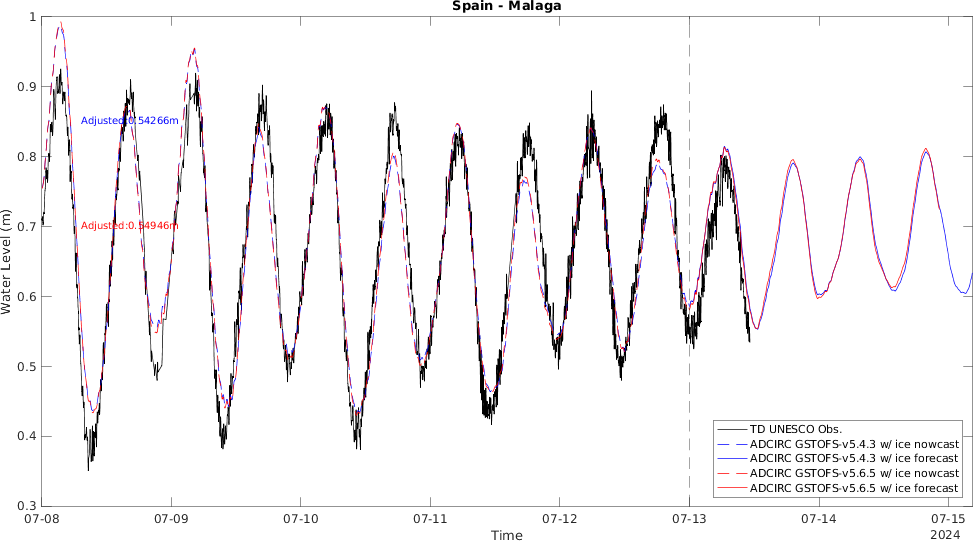 Spain - Malaga
1
0.9
0.8
0.7
0.6
0.5
0.4
0.3
Water Level (m)
Adjusted:0.54266m
Adjusted:0.54946m
TD UNESCO Obs.
ADCIRC GSTOFS-v5.4.3 w/ ice nowcast
ADCIRC GSTOFS-v5.4.3 w/ ice forecast
ADCIRC GSTOFS-v5.6.5 w/ ice nowcast
ADCIRC GSTOFS-v5.6.5 w/ ice forecast
07-08 07-09 07-10 07-11 07-12 07-13 07-14 07-15
Time
2024